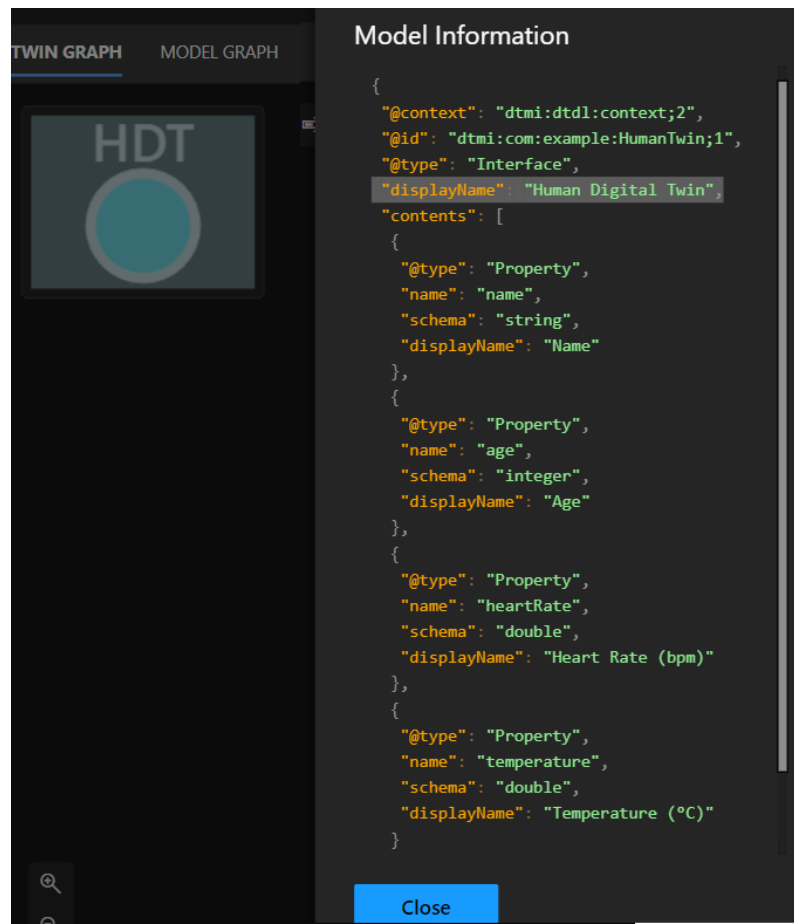 TWIN GRAPH MODEL GRAPH
HDT
Model Information
{
"@context": "dtmi:dtdl:context;2",
"@id": "dtmi:com:example:HumanTwin;1",
"@type": "Interface",
"displayName": "Human Digital Twin",
"contents": [
{
"@type": "Property",
"name": "name",
"schema": "string",
"displayName": "Name"
},
{
"@type": "Property",
"name": "age",
"schema": "integer",
"displayName": "Age"
},
{
"@type": "Property",
"name": "heartRate",
"schema": "double",
"displayName": "Heart Rate (bpm)"
},
{
"@type": "Property",
"name": "temperature",
"schema": "double",
"displayName": "Temperature (°C)"
}
Close